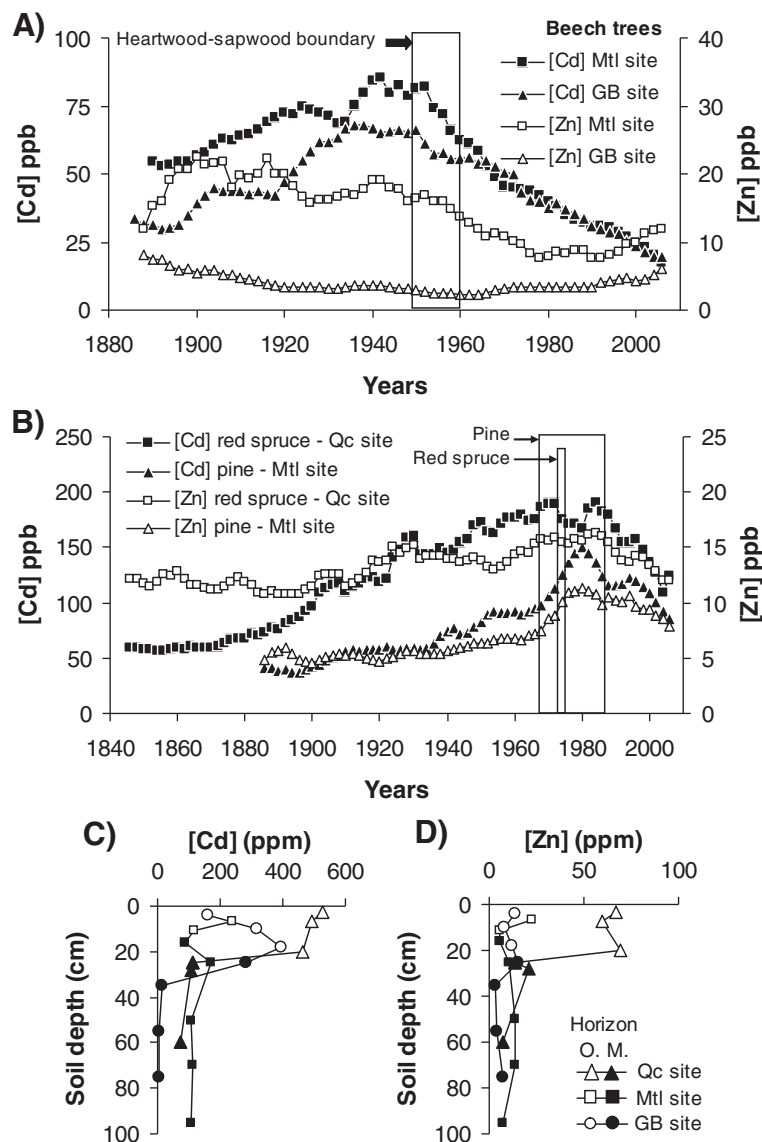 A)
Heartwood-sapwood boundary
Beech trees
[Cd] Mtl site
[Cd] GB site
[Zn] Mtl site
[Zn] GB site
[Cd] ppb
100
75
50
25
0
[Zn] ppb
40
30
20
10
0
1880 1900 1920 1940 1960 1980 2000
Years
B)
[Cd] red spruce - Qc site
[Cd] pine - Mtl site
[Zn] red spruce - Qc site
[Zn] pine - Mtl site
Pine
Red spruce
[Cd] ppb
250
200
150
100
50
0
[Zn] ppb
25
20
15
10
5
0
1840 1860 1880 1900 1920 1940 1960 1980 2000
Years
C)
[Cd] (ppm)
0 200 400 600
Soil depth (cm)
0
20
40
60
80
100
D)
[Zn] (ppm)
0 50 100
Soil depth (cm)
0
20
40
60
80
100
Horizon
O. M.
Qc site
Mtl site
GB site